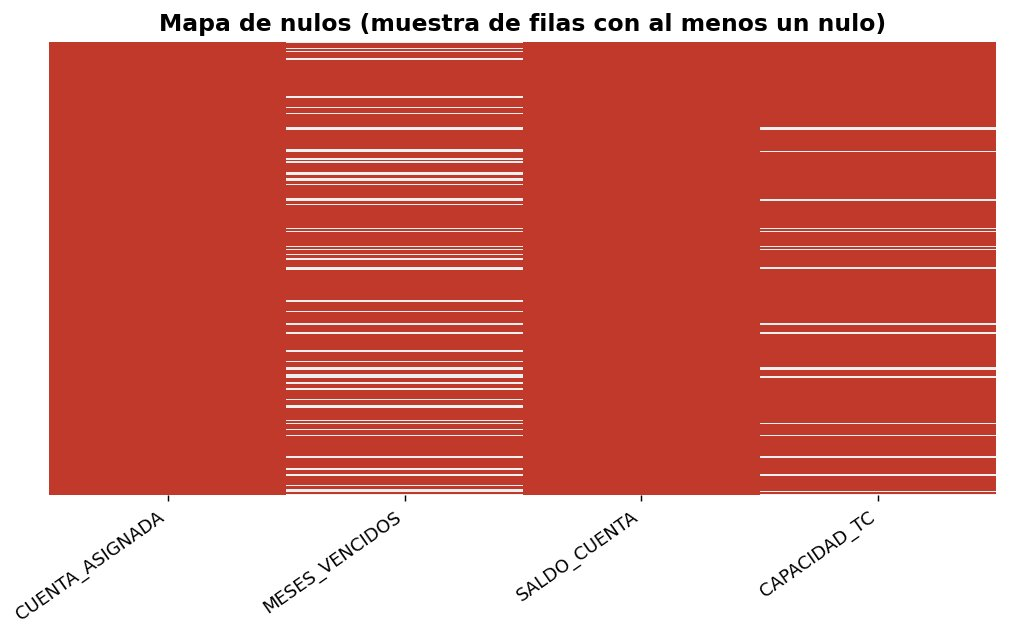 Mapa de nulos (muestra de filas con al menos un nulo)
CUENTA_ASIGNADA
MESES_VENCIDOS
SALDO_CUENTA
CAPACIDAD_TC